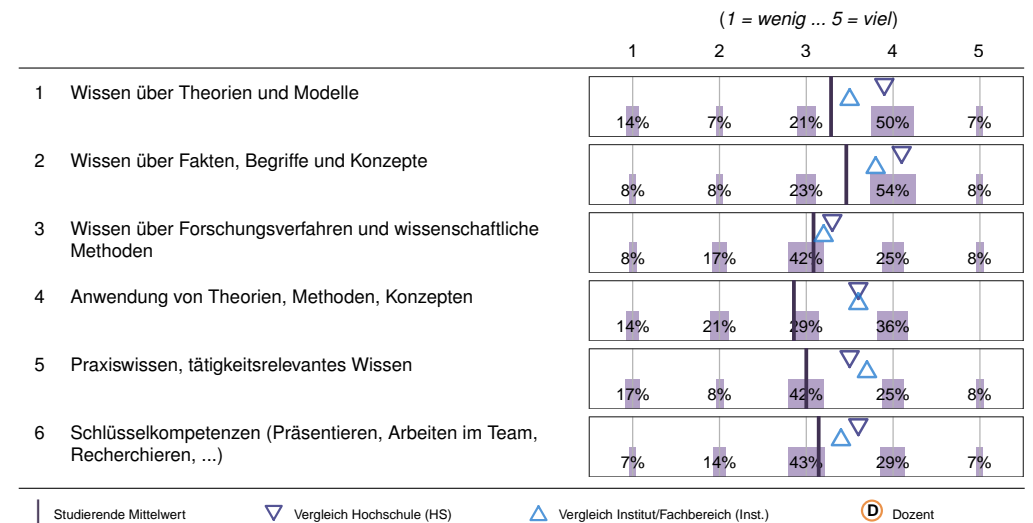 (1 = wenig ... 5 = viel)
1 2 3 4 5
1 Wissen über Theorien und Modelle
14% 7% 21% 50% 7%
2 Wissen über Fakten, Begriffe und Konzepte
8% 8% 23% 54% 8%
3 Wissen über Forschungsverfahren und wissenschaftliche
Methoden
8% 17% 42% 25% 8%
4 Anwendung von Theorien, Methoden, Konzepten
14% 21% 29% 36%
5 Praxiswissen, tätigkeitsrelevantes Wissen
17% 8% 42% 25% 8%
6 Schlüsselkompetenzen (Präsentieren, Arbeiten im Team,
Recherchieren, ...)
7% 14% 43% 29% 7%
Studierende Mittelwert Vergleich Hochschule (HS) Vergleich Institut/Fachbereich (Inst.) D Dozent